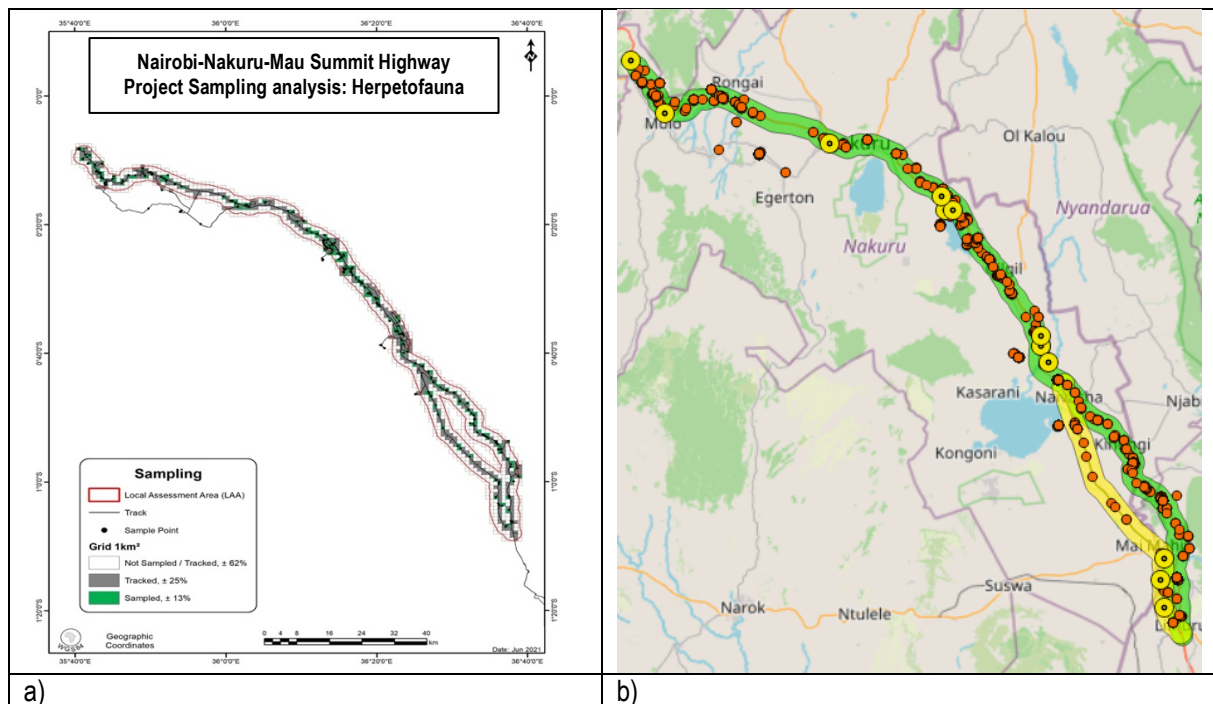 35°40'0"E
36°0'0"E
36°20'0"E
36°40'0"E
Nairobi-Nakuru-Mau Summit Highway
Project Sampling analysis: Herpetofauna
N
0°0'0"
0°20'0"S
0°40'0"S
1°0'0"S
1°20'0"S
0°0'0"
0°20'0"S
0°40'0"S
1°0'0"S
1°20'0"S
Sampling
Local Assessment Area (LAA)
Track
Sample Point
Grid 1km²
Not Sampled / Tracked, ± 62%
Tracked, ± 25%
Sampled, ± 13%
WGS84
Geographic
Coordinates
0 4 8 16 24 32 40
km
Date: Jun 2021
35°40'0"E
36°0'0"E
36°20'0"E
36°40'0"E
a)
Rongai
Molo
Ol Kalou
Egerton
Nyandarua
Nakuru
Kasarani
Njab
Kongoni
Mai Mahi
Suswa
Narok
Ntulele
b)